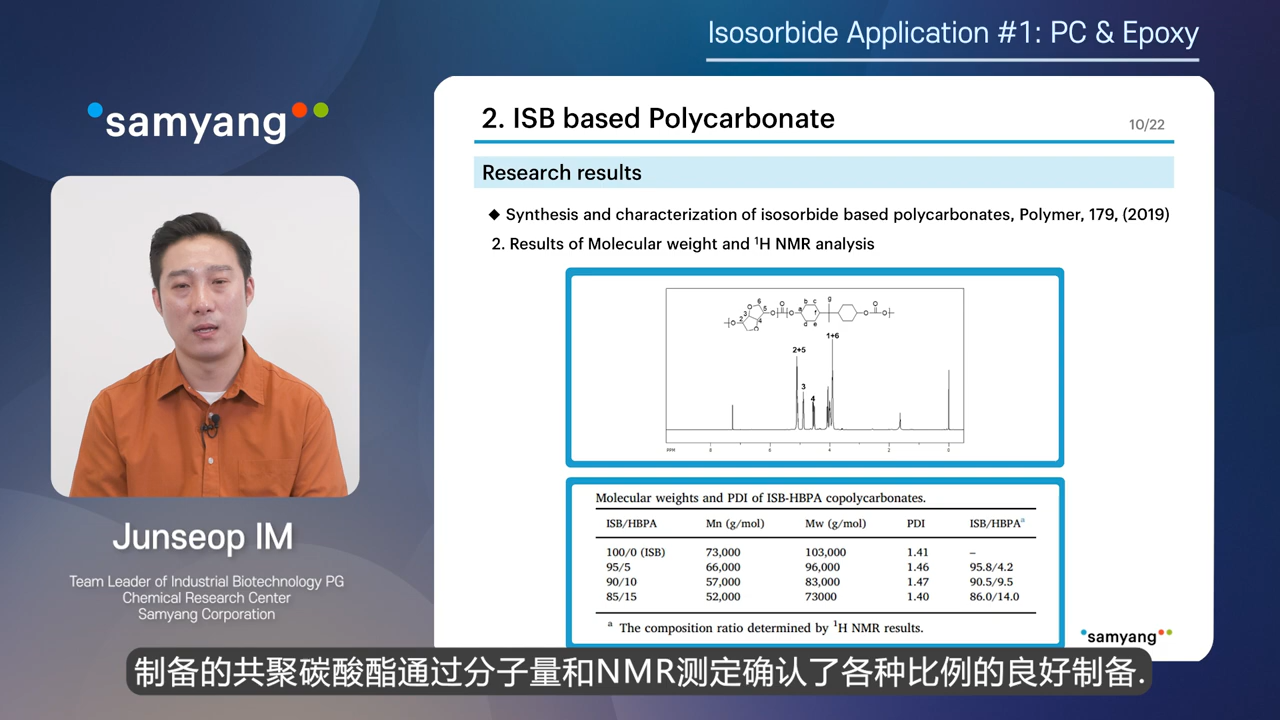 Isosorbide Application #1: PC & Epoxy
samyang
2. ISB based Polycarbonate
10/22
Research results
◆ Synthesis and characterization of isosorbide based polycarbonates, Polymer, 179, (2019)
2. Results of Molecular weight and ¹H NMR analysis
2+5
3
4
1+6
PPM 8 6 4 2 0
Molecular weights and PDI of ISB-HBPA copolycarbonates.
ISB/HBPA Mn (g/mol) Mw (g/mol) PDI ISB/HBPAᵃ
100/0 (ISB) 73,000 103,000 1.41 –
95/5 66,000 96,000 1.46 95.8/4.2
90/10 57,000 83,000 1.47 90.5/9.5
85/15 52,000 73000 1.40 86.0/14.0
ᵃ The composition ratio determined by ¹H NMR results.
samyang
Junseop IM
Team Leader of Industrial Biotechnology PG
Chemical Research Center
Samyang Corporation
制备的共聚碳酸酯通过分子量和NMR测定确认了各种比例的良好制备.